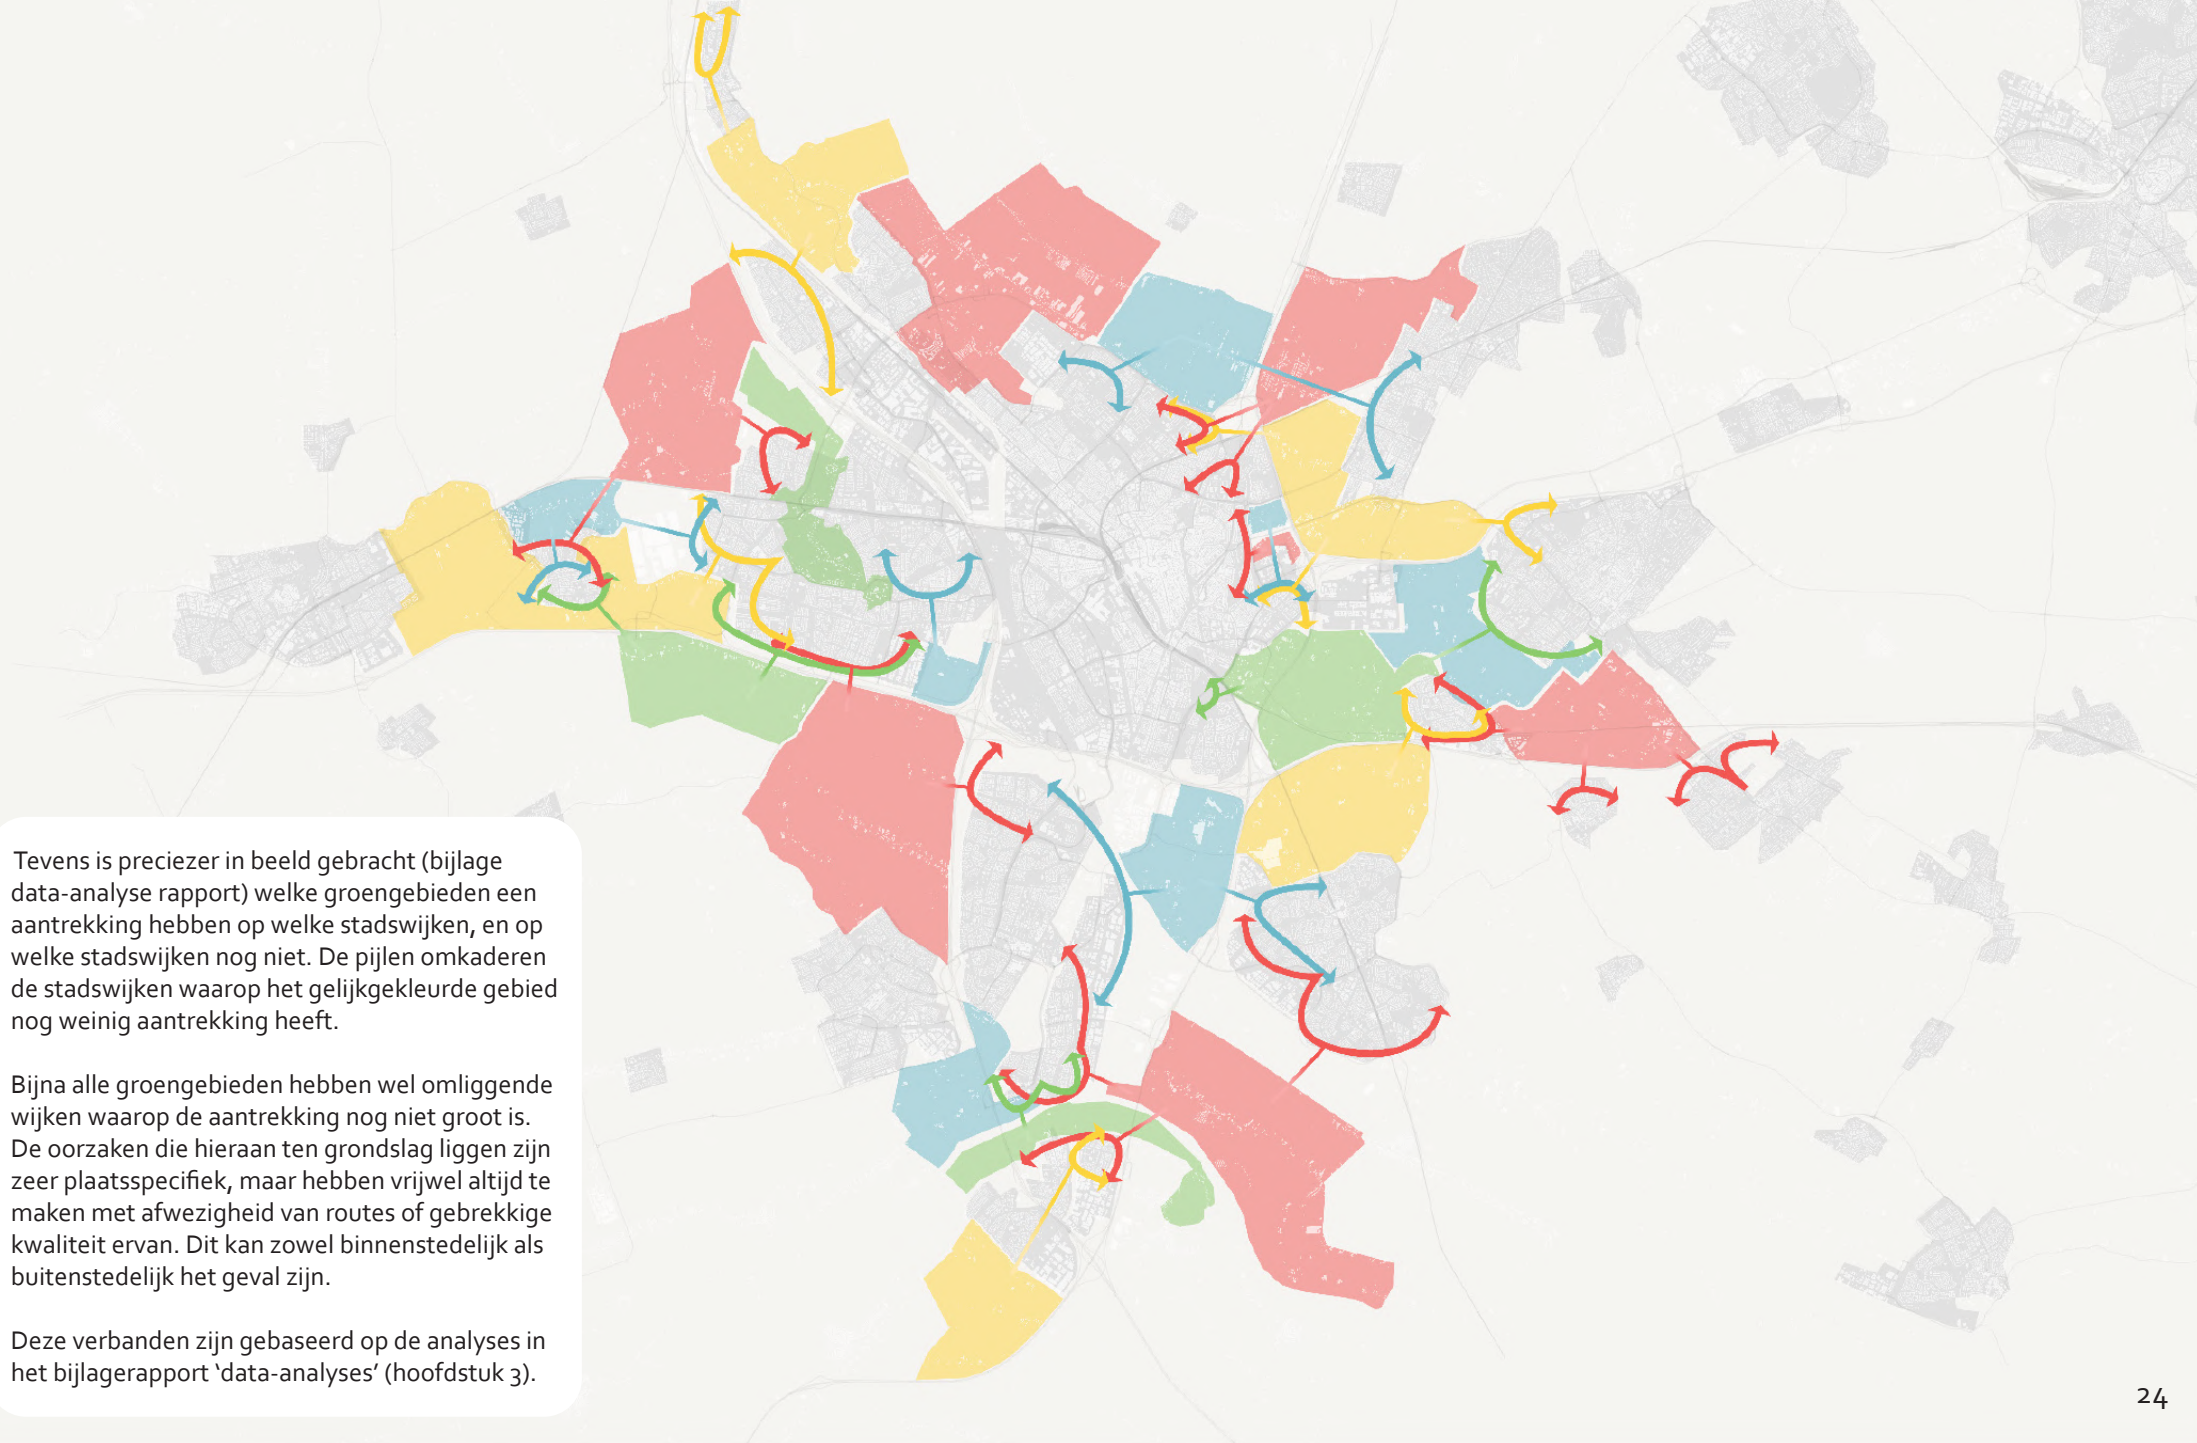 Tevens is preciezer in beeld gebracht (bijlage
data-analyse rapport) welke groengebieden een
aantrekking hebben op welke stadswijken, en op
welke stadswijken nog niet. De pijlen omkaderen
de stadswijken waarop het gelijkgekleurde gebied
nog weinig aantrekking heeft.
Bijna alle groengebieden hebben wel omliggende
wijken waarop de aantrekking nog niet groot is.
De oorzaken die hieraan ten grondslag liggen zijn
zeer plaatsspecifiek, maar hebben vrijwel altijd te
maken met afwezigheid van routes of gebrekkige
kwaliteit ervan. Dit kan zowel binnenstedelijk als
buitenstedelijk het geval zijn.
Deze verbanden zijn gebaseerd op de analyses in
het bijlagerapport ‘data-analyses’ (hoofdstuk 3).
24